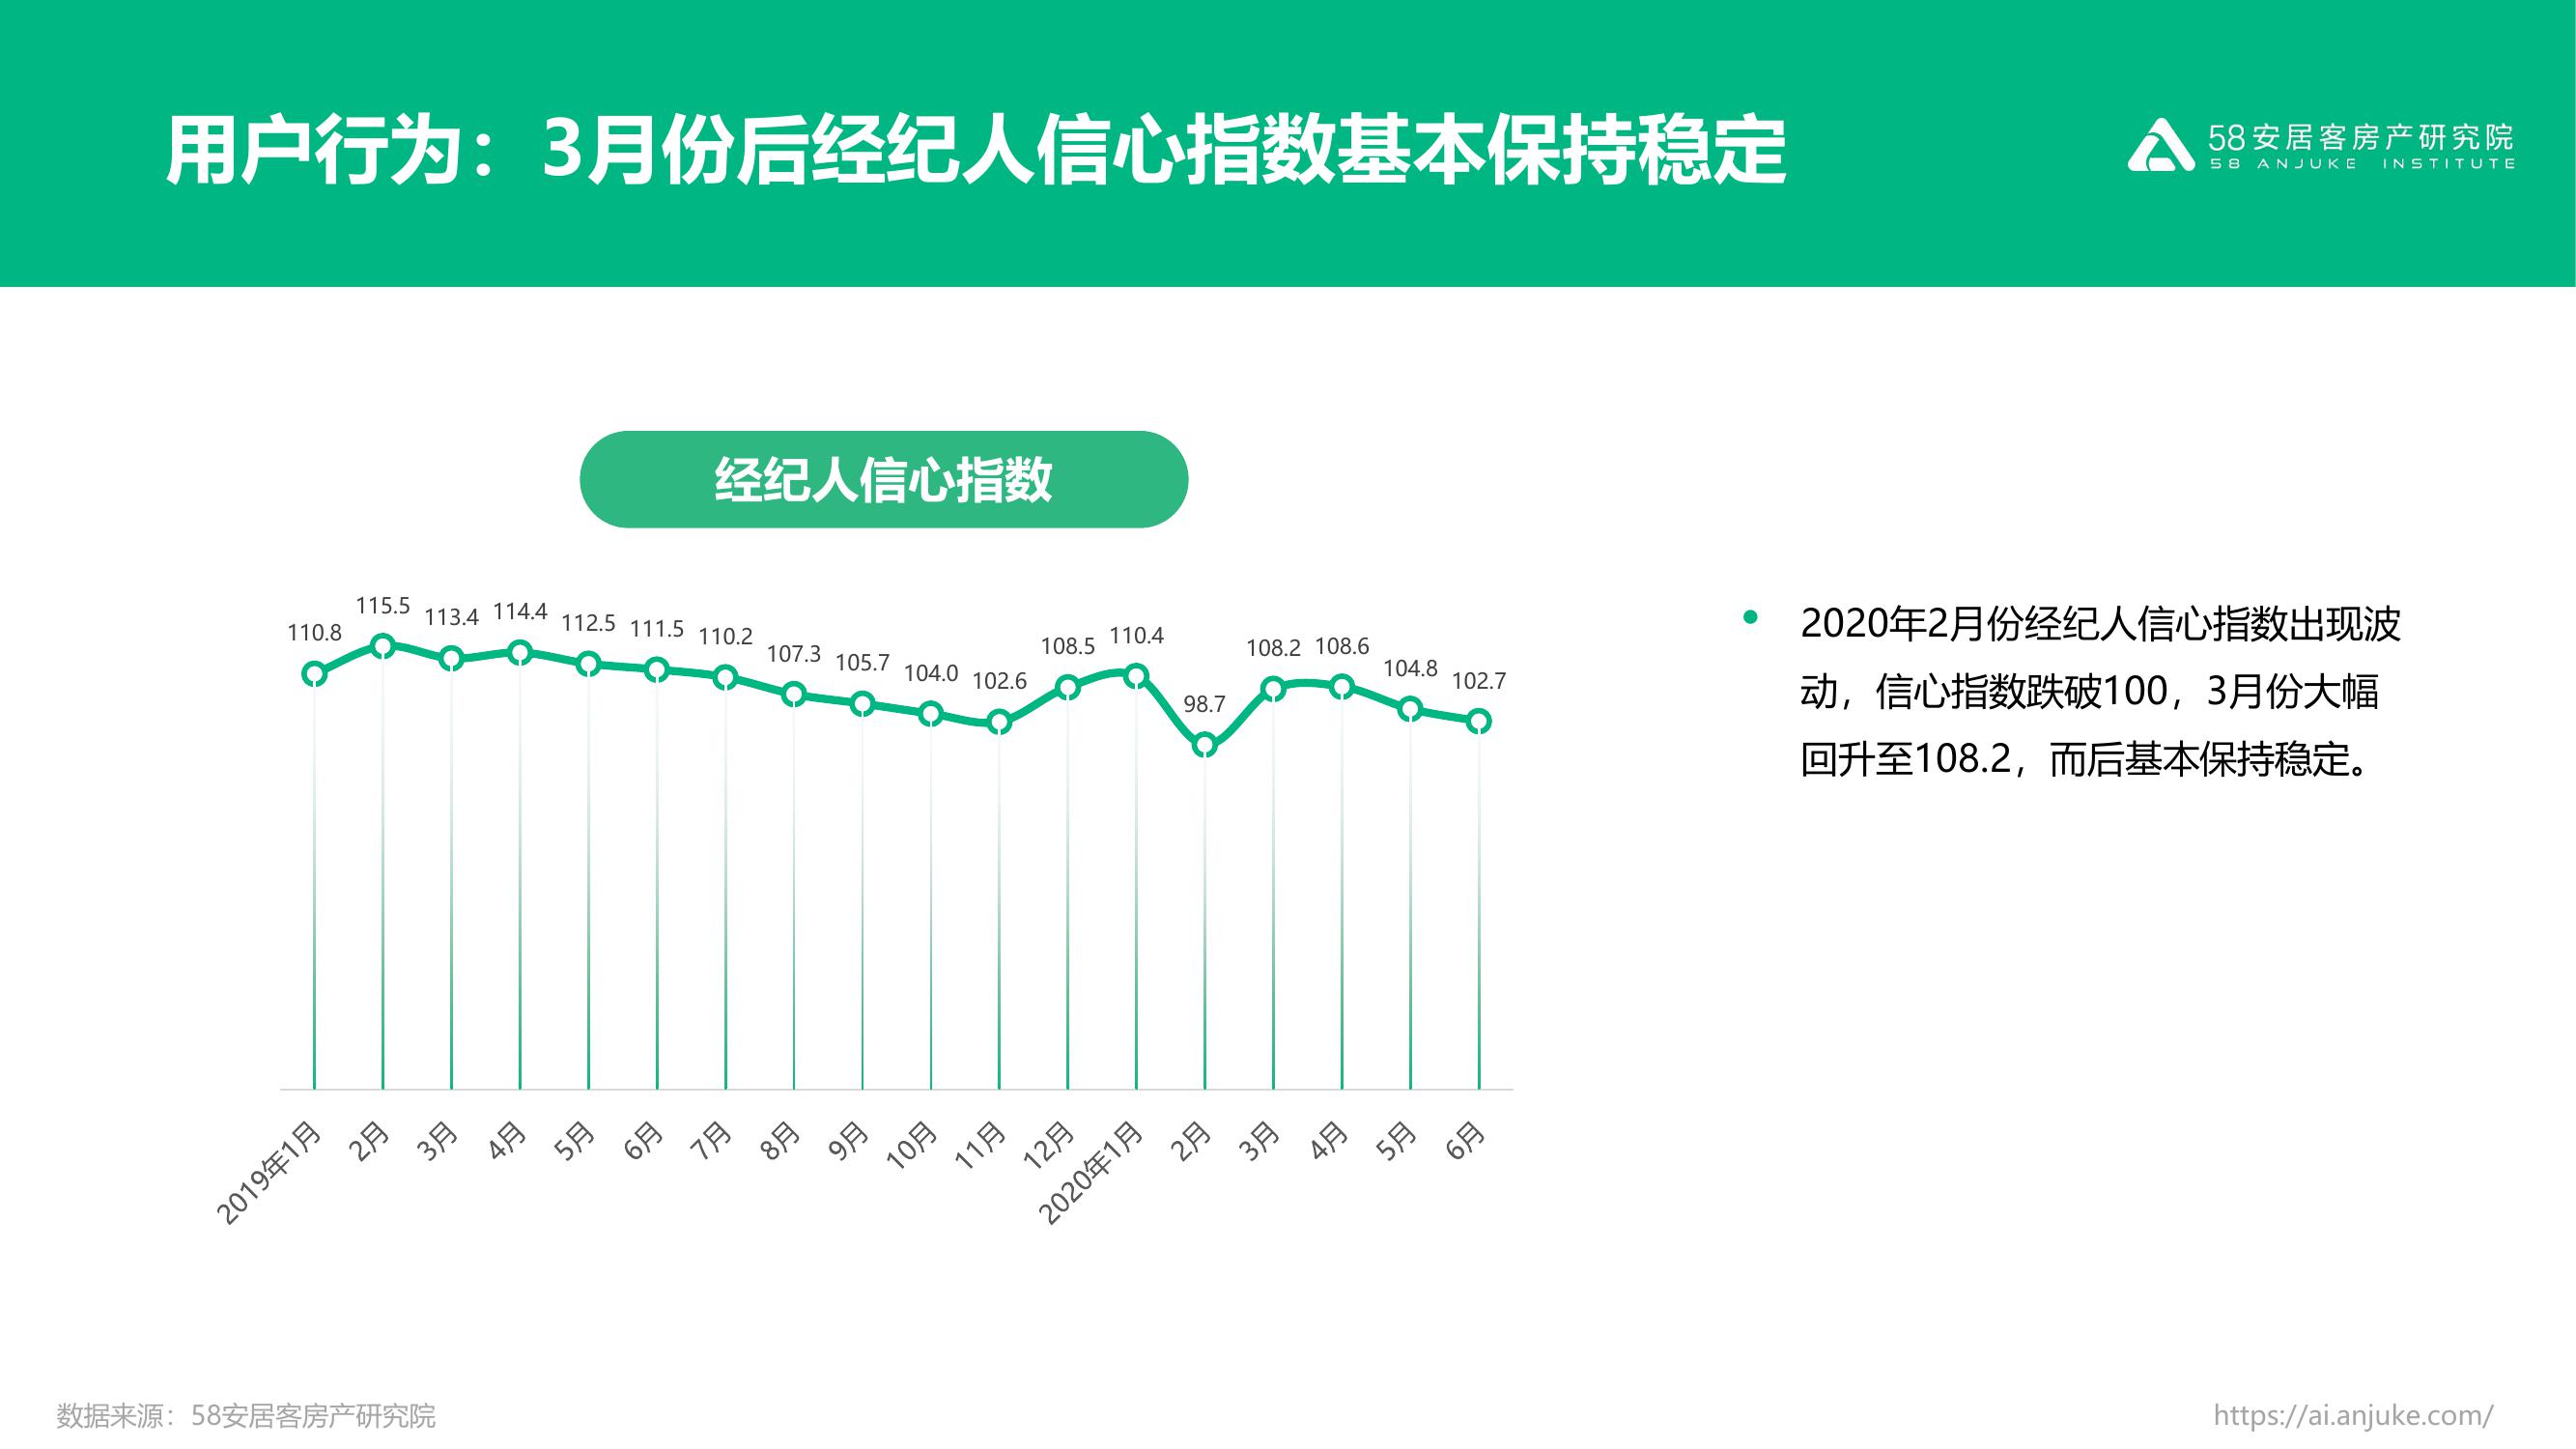 用户行为：3月份后经纪人信心指数基本保持稳定
58安居客房产研究院
58 ANJUKE INSTITUTE
经纪人信心指数
110.8
115.5
113.4
114.4
112.5
111.5
110.2
107.3
105.7
104.0
102.6
108.5
110.4
98.7
108.2
108.6
104.8
102.7
2019年1月
2月
3月
4月
5月
6月
7月
8月
9月
10月
11月
12月
2020年1月
2月
3月
4月
5月
6月
2020年2月份经纪人信心指数出现波
动，信心指数跌破100，3月份大幅
回升至108.2，而后基本保持稳定。
数据来源：58安居客房产研究院
https://ai.anjuke.com/